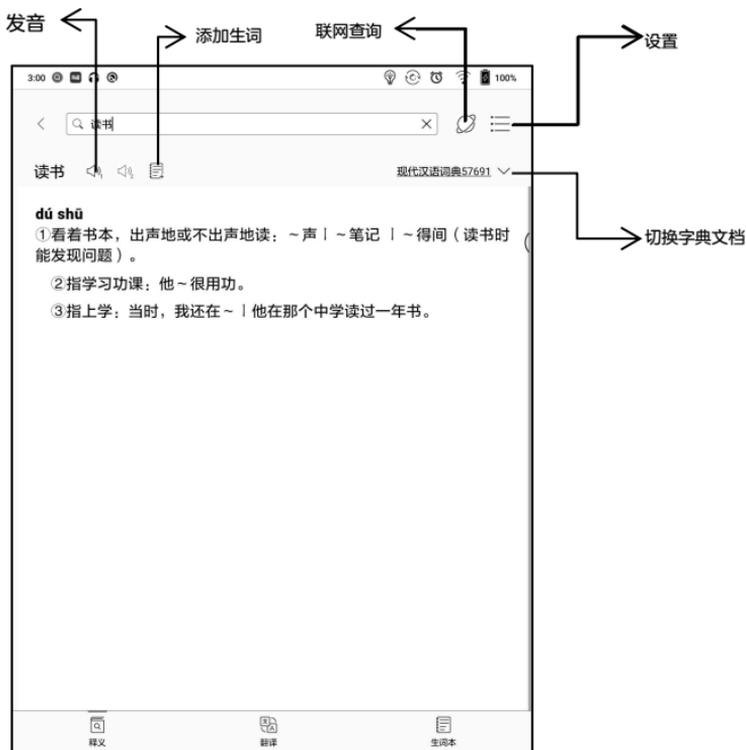 发音
添加生词
联网查询
设置
3:00
100%
读书
读书
现代汉语词典57691
切换字典文档
dú shū
①看着书本，出声地或不出声地读：～声｜～笔记 ｜～得间（读书时
能发现问题）。
②指学习功课：他～很用功。
③指上学：当时，我还在～｜他在那个中学读过一年书。
释义
翻译
生词本